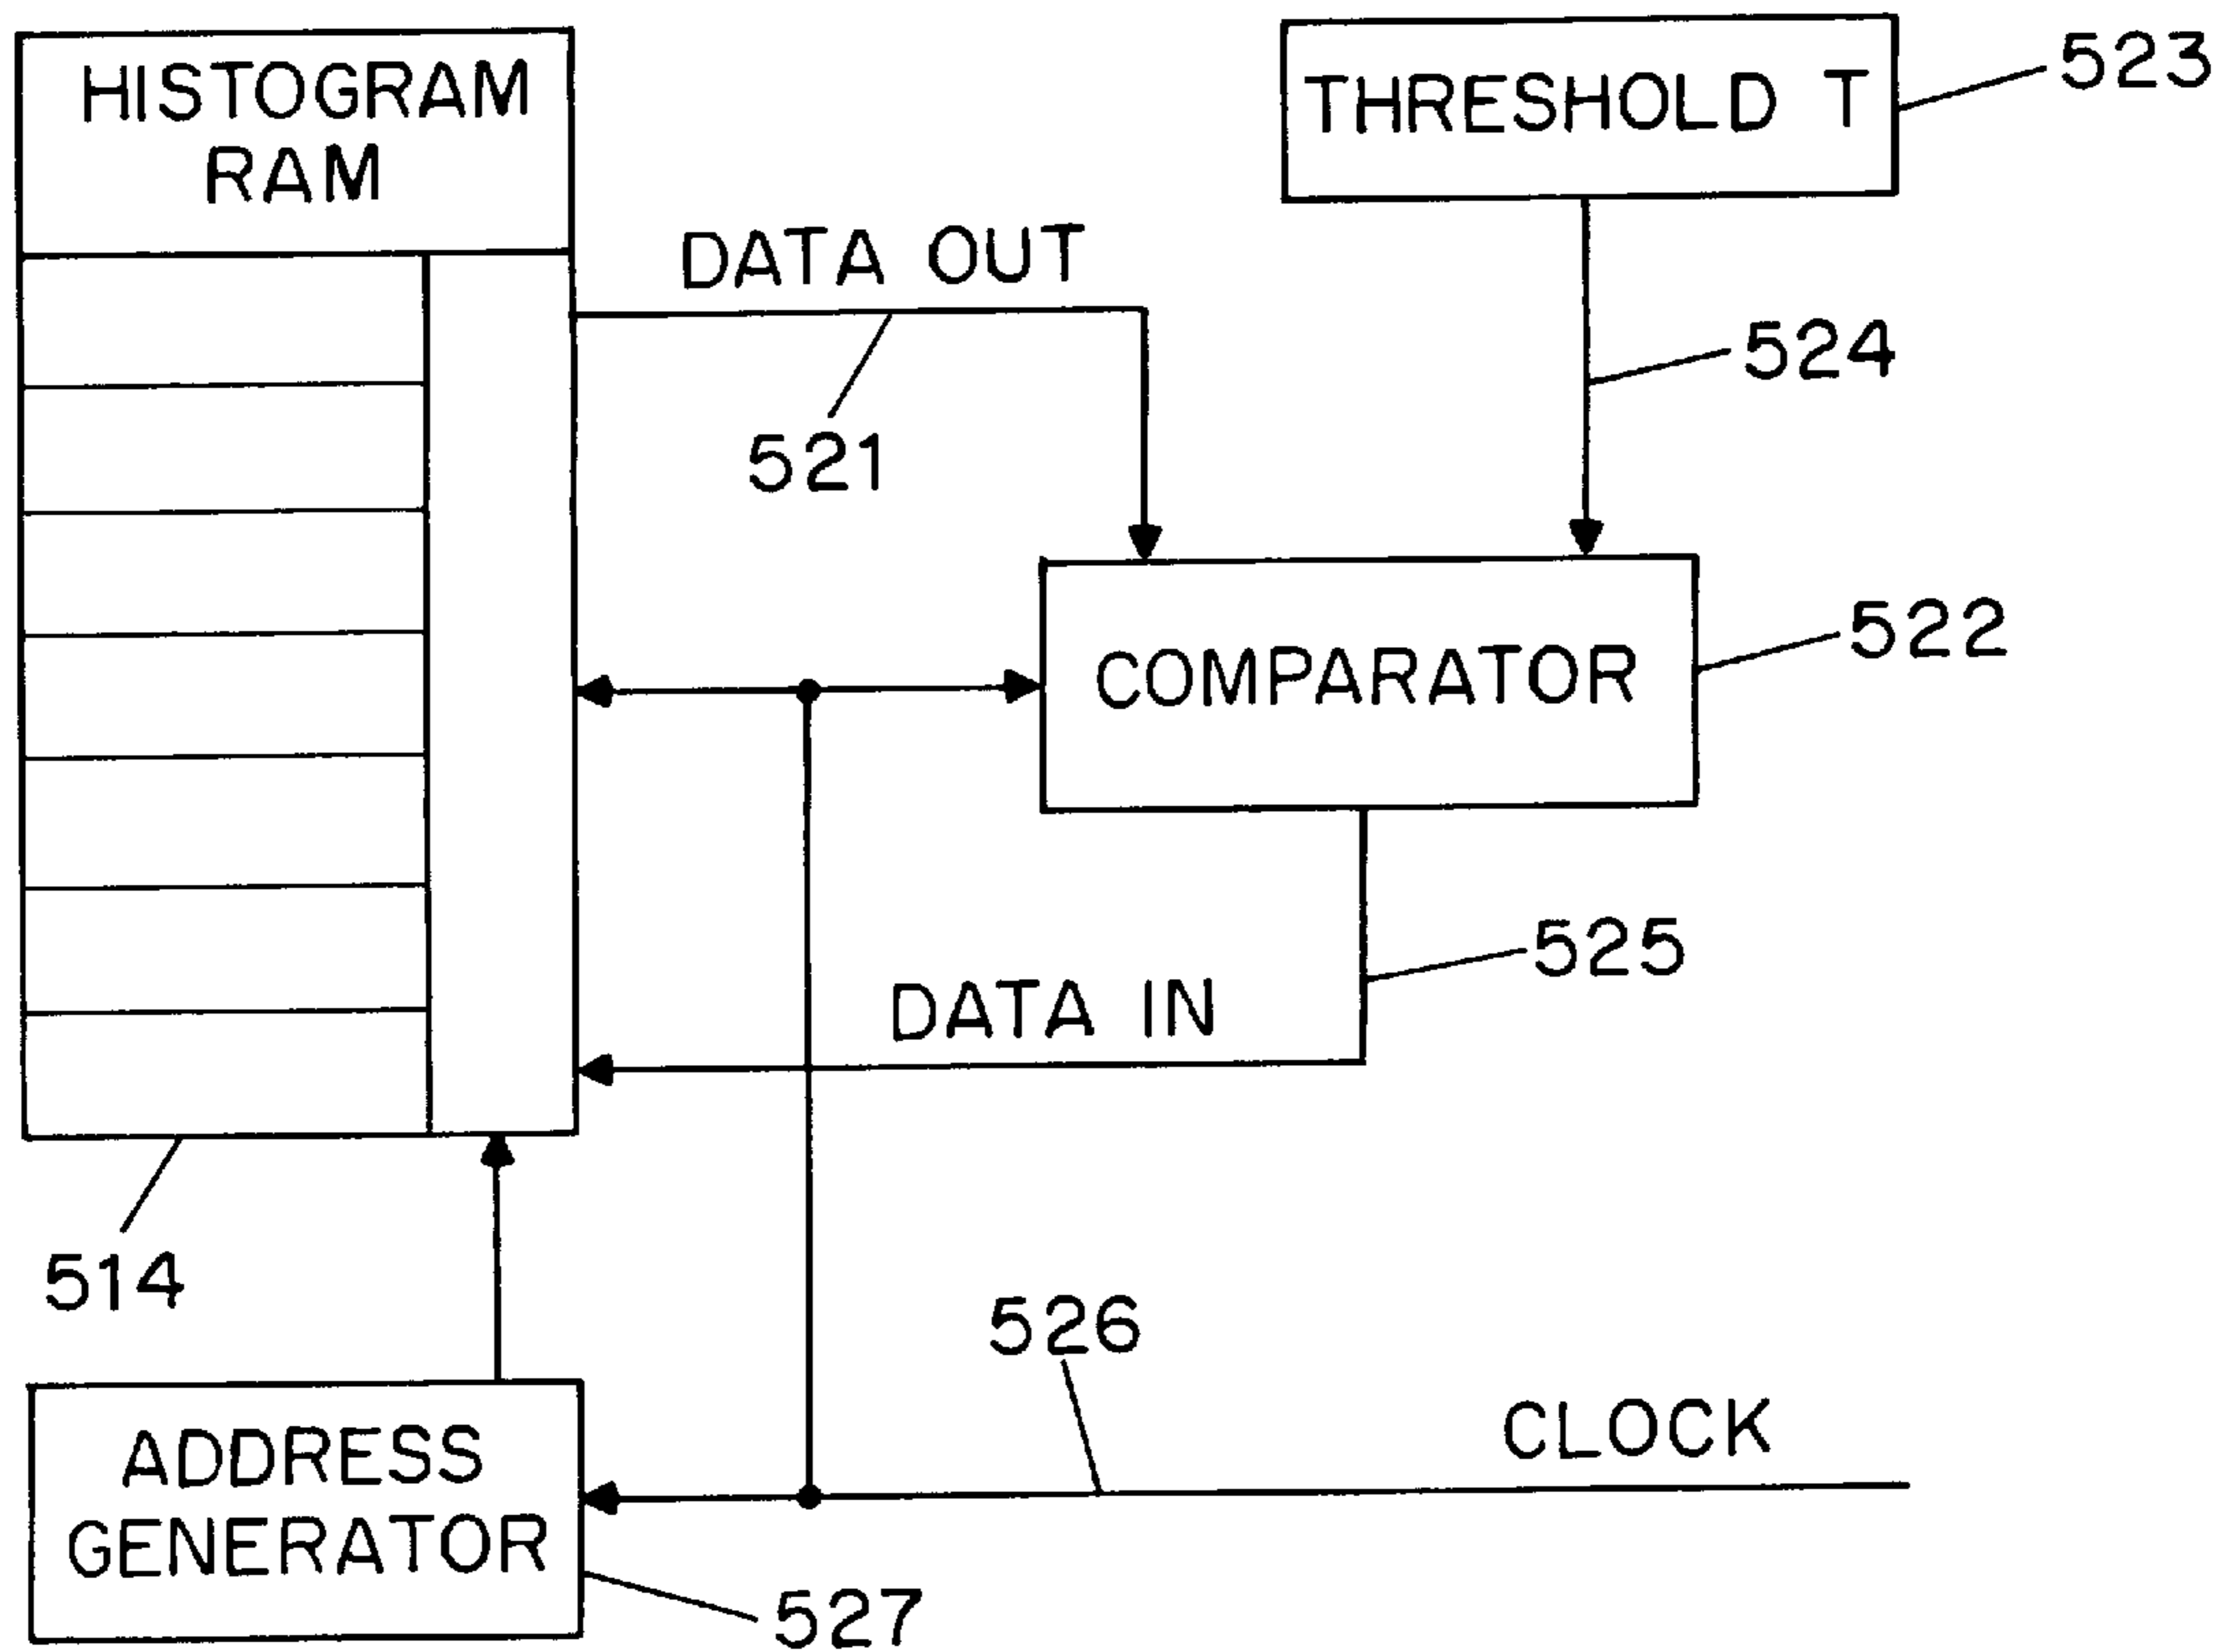 HISTOGRAM
RAM
THRESHOLD T
523
DATA OUT
524
521
COMPARATOR
522
525
DATA IN
514
526
CLOCK
ADDRESS
GENERATOR
527